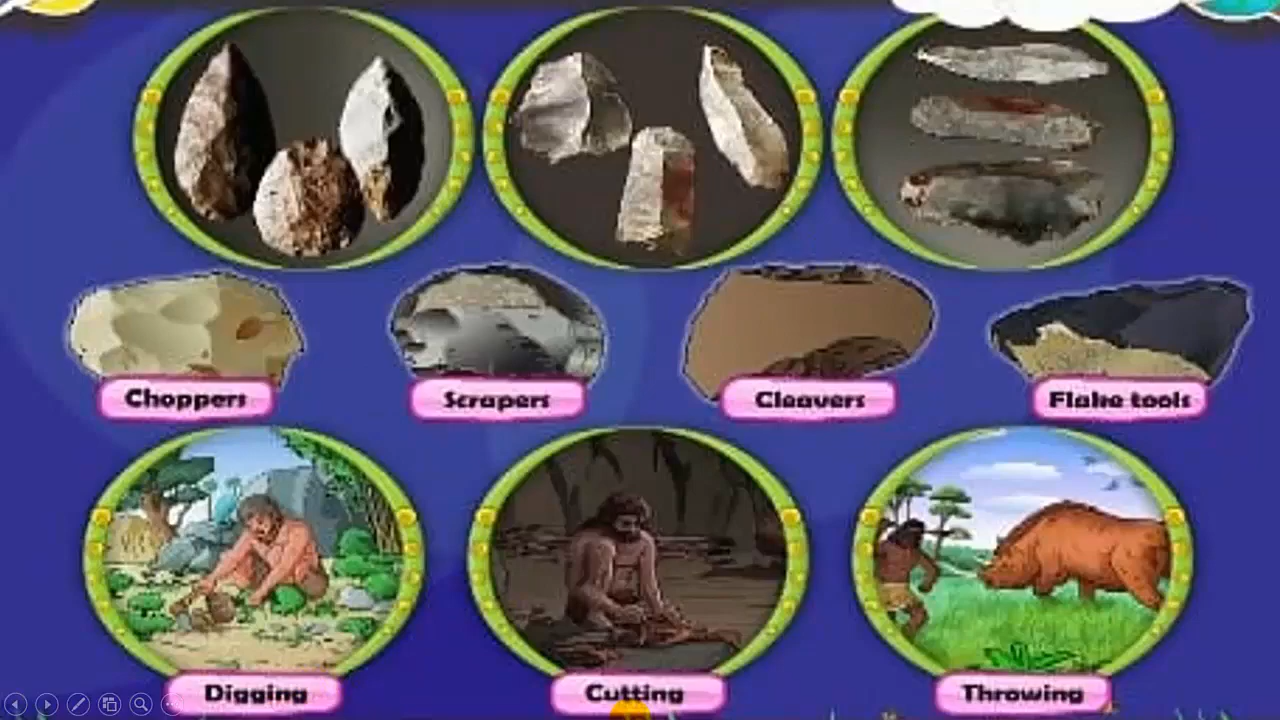 Choppers
Scrapers
Cleavers
Flake tools
Digging
Cutting
Throwing